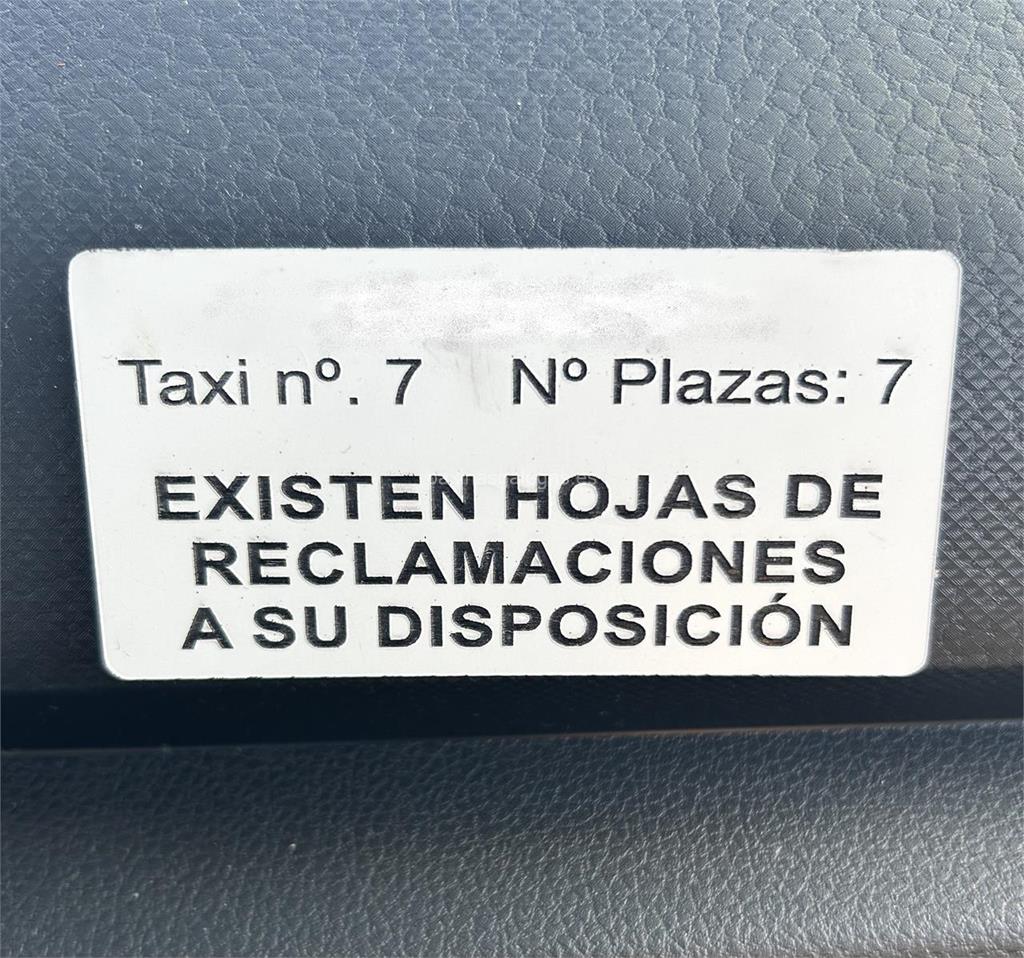 Taxi nº. 7 Nº Plazas: 7
EXISTEN HOJAS DE
RECLAMACIONES
A SU DISPOSICIÓN